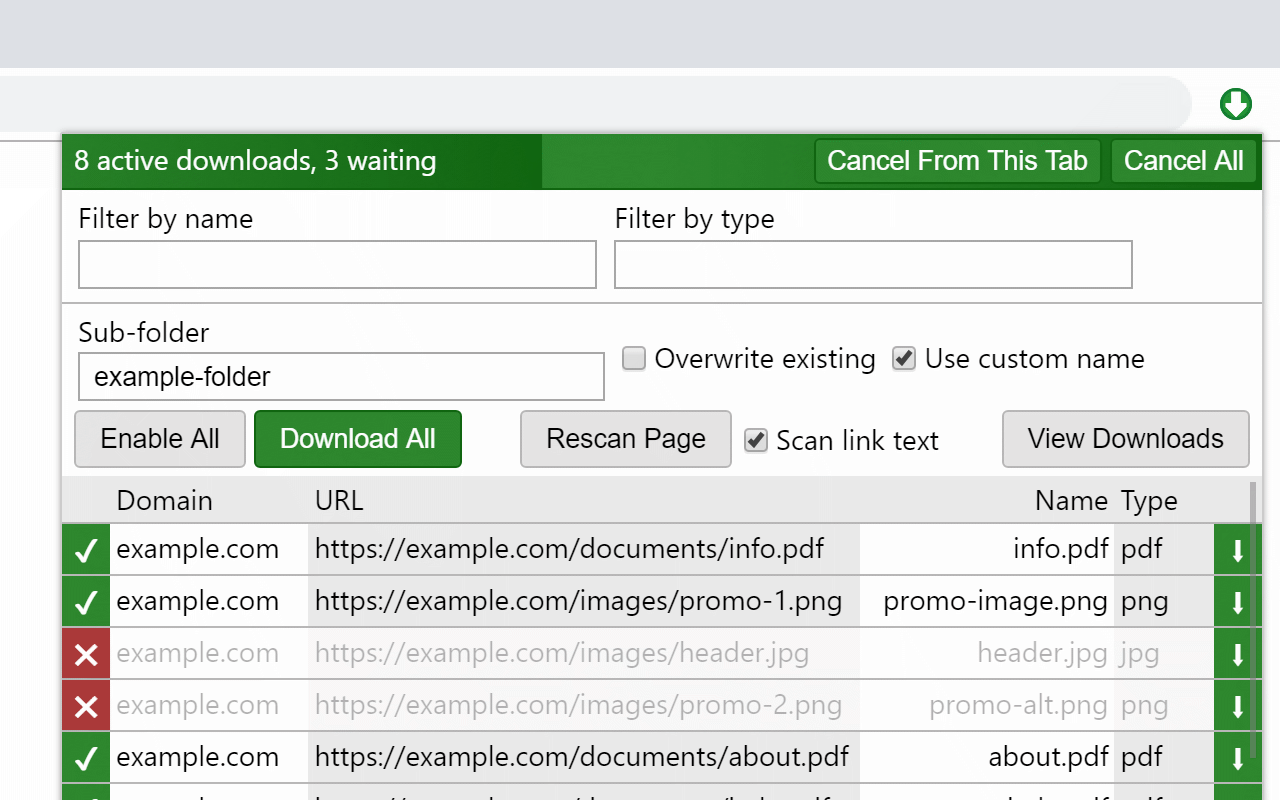 8 active downloads, 3 waiting Cancel From This Tab Cancel All
Filter by name Filter by type
Sub-folder
example-folder Overwrite existing Use custom name
Enable All Download All Rescan Page Scan link text View Downloads
Domain URL Name Type
example.com https://example.com/documents/info.pdf info.pdf pdf
example.com https://example.com/images/promo-1.png promo-image.png png
example.com https://example.com/images/header.jpg header.jpg jpg
example.com https://example.com/images/promo-2.png promo-alt.png png
example.com https://example.com/documents/about.pdf about.pdf pdf